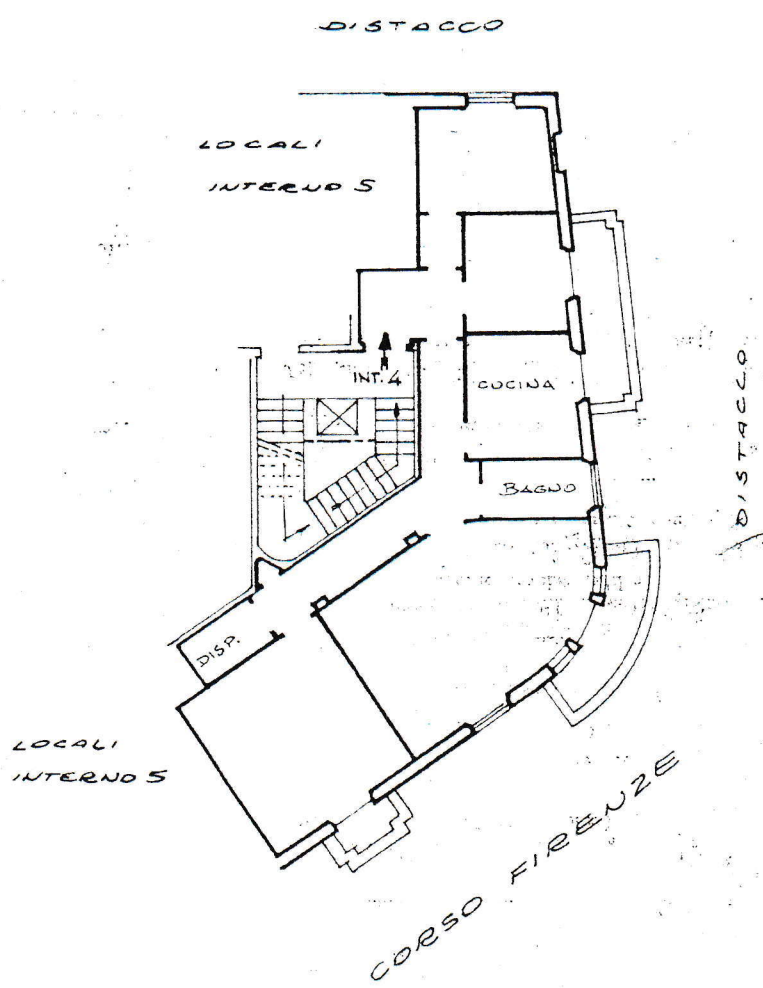 DISTACCO
LOCALI
INTERNO 5
INT. 4
CUCINA
DISTACCO
BAGNO
DISP.
LOCALI
INTERNO 5
CORSO FIRENZE